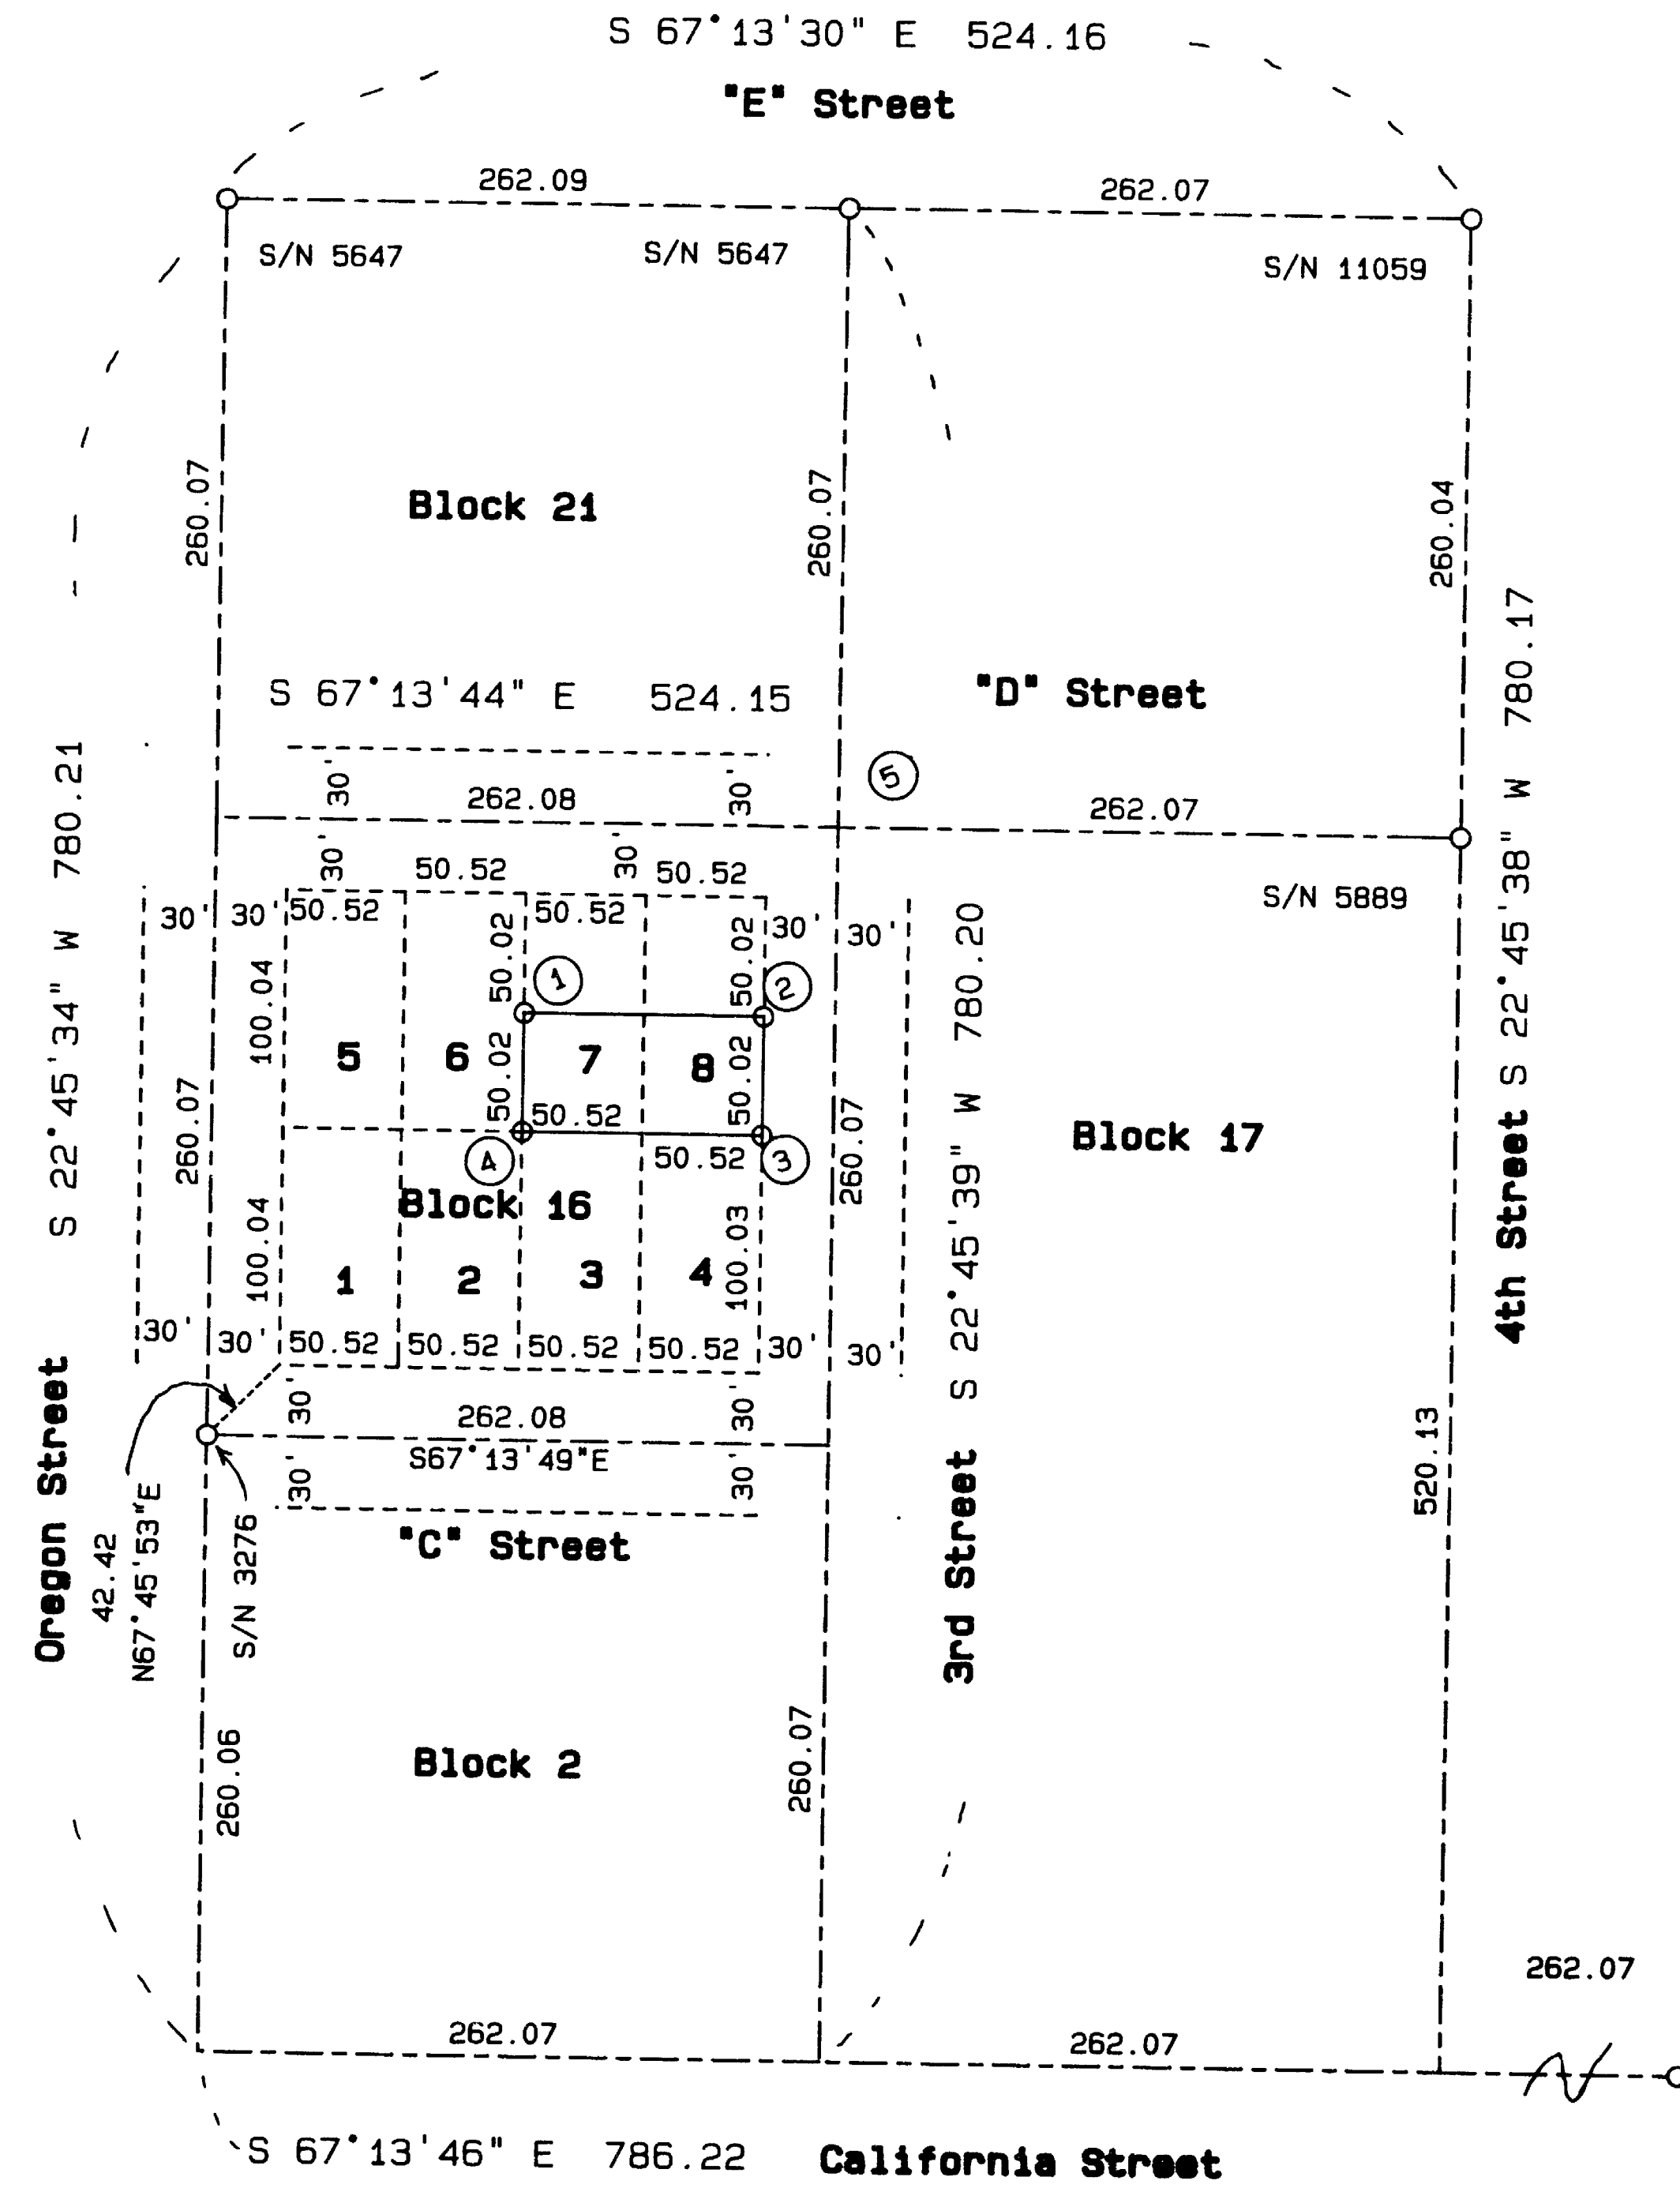 S 67°13'30" E 524.16
"E" Street
262.09
262.07
S/N 5647
S/N 5647
S/N 11059
260.07
260.07
260.04
Block 21
S 67°13'44" E 524.15
"D" Street
S 22°45'38" W 780.17
4th Street
S 22°45'34" W 780.21
Oregon Street
30'
30'
5
262.08
262.07
30'
30'
50.52
50.52
S/N 5889
30'
30'
50.52
50.52
30'
30'
50.02
50.02
1
2
100.04
5
6
7
8
50.02
50.02
50.52
4
50.52
3
260.07
260.07
S 22°45'39" W 780.20
3rd Street
Block 17
Block 16
100.04
1
2
3
4
100.03
30'
30'
50.52
50.52
50.52
50.52
30'
30'
30'
262.08
30'
S67°13'49"E
30'
30'
520.13
42.42
N67°45'53"E
S/N 3276
"C" Street
260.06
Block 2
260.07
262.07
262.07
262.07
S 67°13'46" E 786.22
California Street